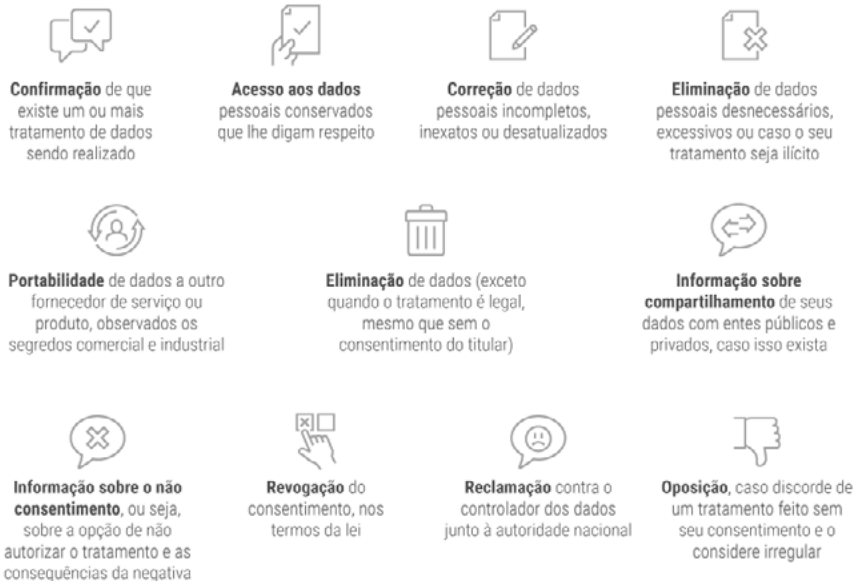 Confirmação de que
existe um ou mais
tratamento de dados
sendo realizado
Acesso aos dados
pessoais conservados
que lhe digam respeito
Correção de dados
pessoais incompletos,
inexatos ou desatualizados
Eliminação de dados
pessoais desnecessários,
excessivos ou caso o seu
tratamento seja ilícito
Portabilidade de dados a outro
fornecedor de serviço ou
produto, observados os
segredos comercial e industrial
Eliminação de dados (exceto
quando o tratamento é legal,
mesmo que sem o
consentimento do titular)
Informação sobre
compartilhamento de seus
dados com entes públicos e
privados, caso isso exista
Informação sobre o não
consentimento, ou seja,
sobre a opção de não
autorizar o tratamento e as
consequências da negativa
Revogação do
consentimento, nos
termos da lei
Reclamação contra o
controlador dos dados
junto à autoridade nacional
Oposição, caso discorde de
um tratamento feito sem
seu consentimento e o
considere irregular